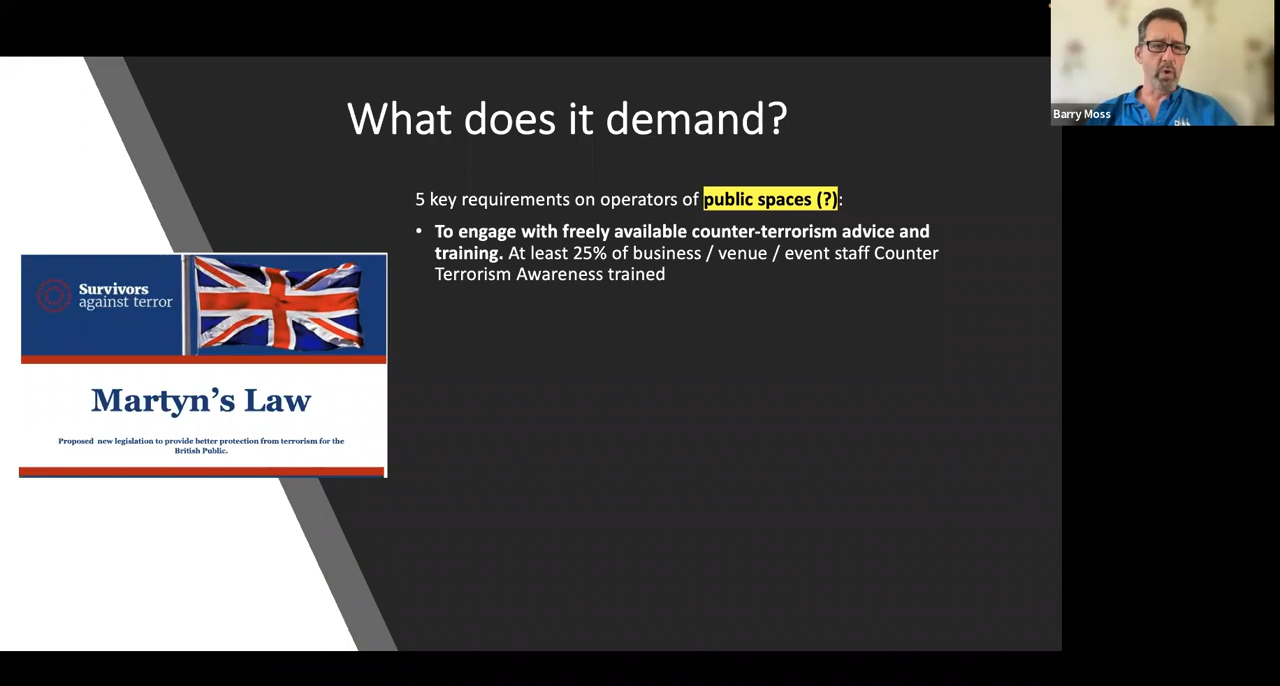 Barry Moss
What does it demand?
5 key requirements on operators of public spaces (?):
• To engage with freely available counter-terrorism advice and
training. At least 25% of business / venue / event staff Counter
Terrorism Awareness trained
Survivors
against terror
Martyn's Law
Proposed new legislation to provide better protection from terrorism for the
British Public.